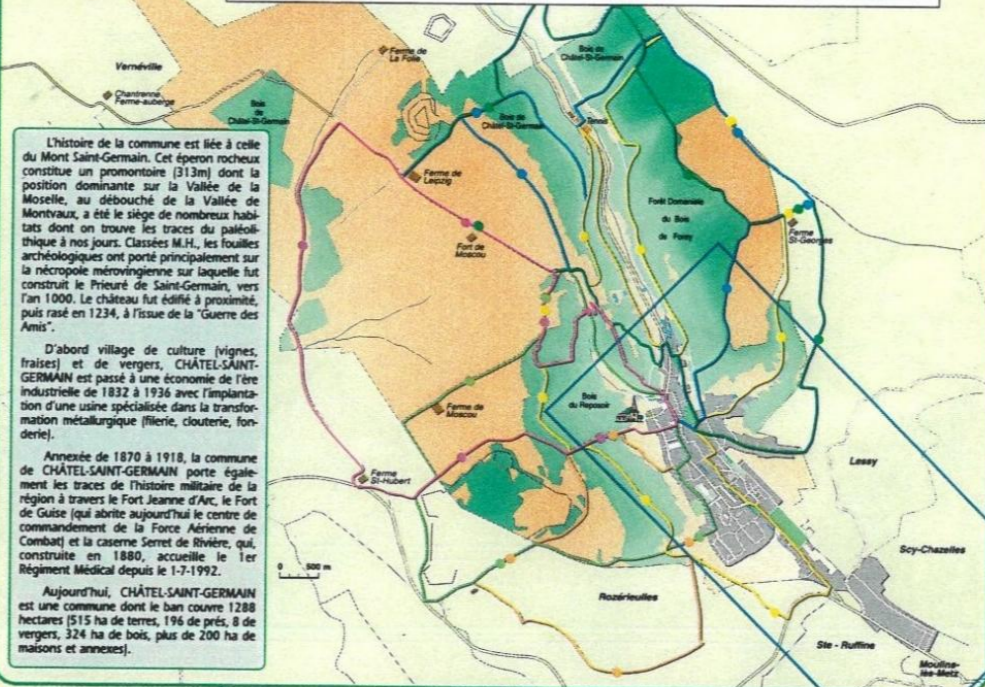 L'histoire de la commune est liée à celle
du Mont Saint-Germain. Cet éperon rocheux
constitue un promontoire (313m) dont la
position dominante sur la Vallée de la
Moselle, au débouché de la Vallée de
Montvaux, a été le siège de nombreux habi-
tats dont on trouve les traces du paléoli-
thique à nos jours. Classées M.H., les fouilles
archéologiques ont porté principalement sur
la nécropole mérovingienne sur laquelle fut
construit le Prieuré de Saint-Germain, vers
l'an 1000. Le château fut édifié à proximité,
puis rasé en 1234, à l'issue de la "Guerre des
Amis".
D'abord village de culture (vignes,
fraises) et de vergers, CHÂTEL-SAINT-
GERMAIN est passé à une économie de l'ère
industrielle de 1832 à 1936 avec l'implanta-
tion d'une usine spécialisée dans la transfor-
mation métallurgique (filerie, clouterie, fon-
derie).
Annexée de 1870 à 1918, la commune
de CHÂTEL-SAINT-GERMAIN porte égale-
ment les traces de l'histoire militaire de la
région à travers le Fort Jeanne d'Arc, le Fort
de Guise (qui abrite aujourd'hui le centre de
commandement de la Force Aérienne de
Combat) et la caserne Serret de Rivière, qui,
construite en 1880, accueille le 1er
Régiment Médical depuis le 1-7-1992.
Aujourd'hui, CHÂTEL-SAINT-GERMAIN
est une commune dont le ban couvre 1288
hectares (515 ha de terres, 196 de prés, 8 de
vergers, 324 ha de bois, plus de 200 ha de
maisons et annexes).
Vernéville
Chantrenne
Ferme-auberge
Bois
de
Châtel-St-Germain
Ferme de
La Folie
Bois de
Châtel-St-Germain
Bois de
Châtel-St-Germain
Tennis
Ferme de
Leipzig
Fort de
Moscou
Forêt Domaniale
du Bois
de Forey
Ferme
St-Georges
Ferme de
Moscou
Bois
du Reposoir
Ferme
St-Hubert
0 500 m
Lessy
Scy-Chazelles
Rozérieulles
Ste - Ruffine
Moulins-
lès-Metz